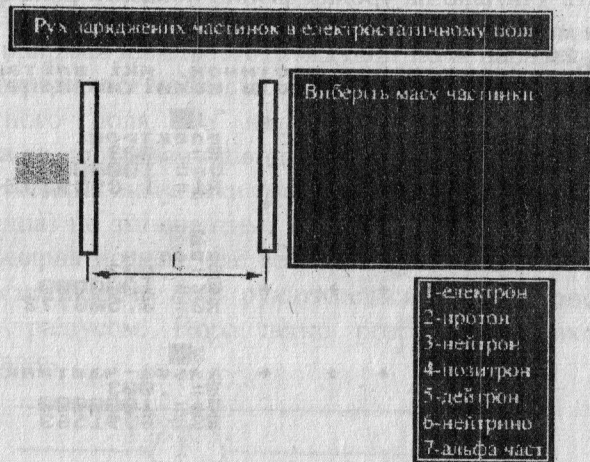 Рух заряджених частинок в електростатичному полі
Виберіть масу частинки
1-електрон
2-протон
3-нейтрон
4-позитрон
5-дейтрон
6-нейтрино
7-альфа част